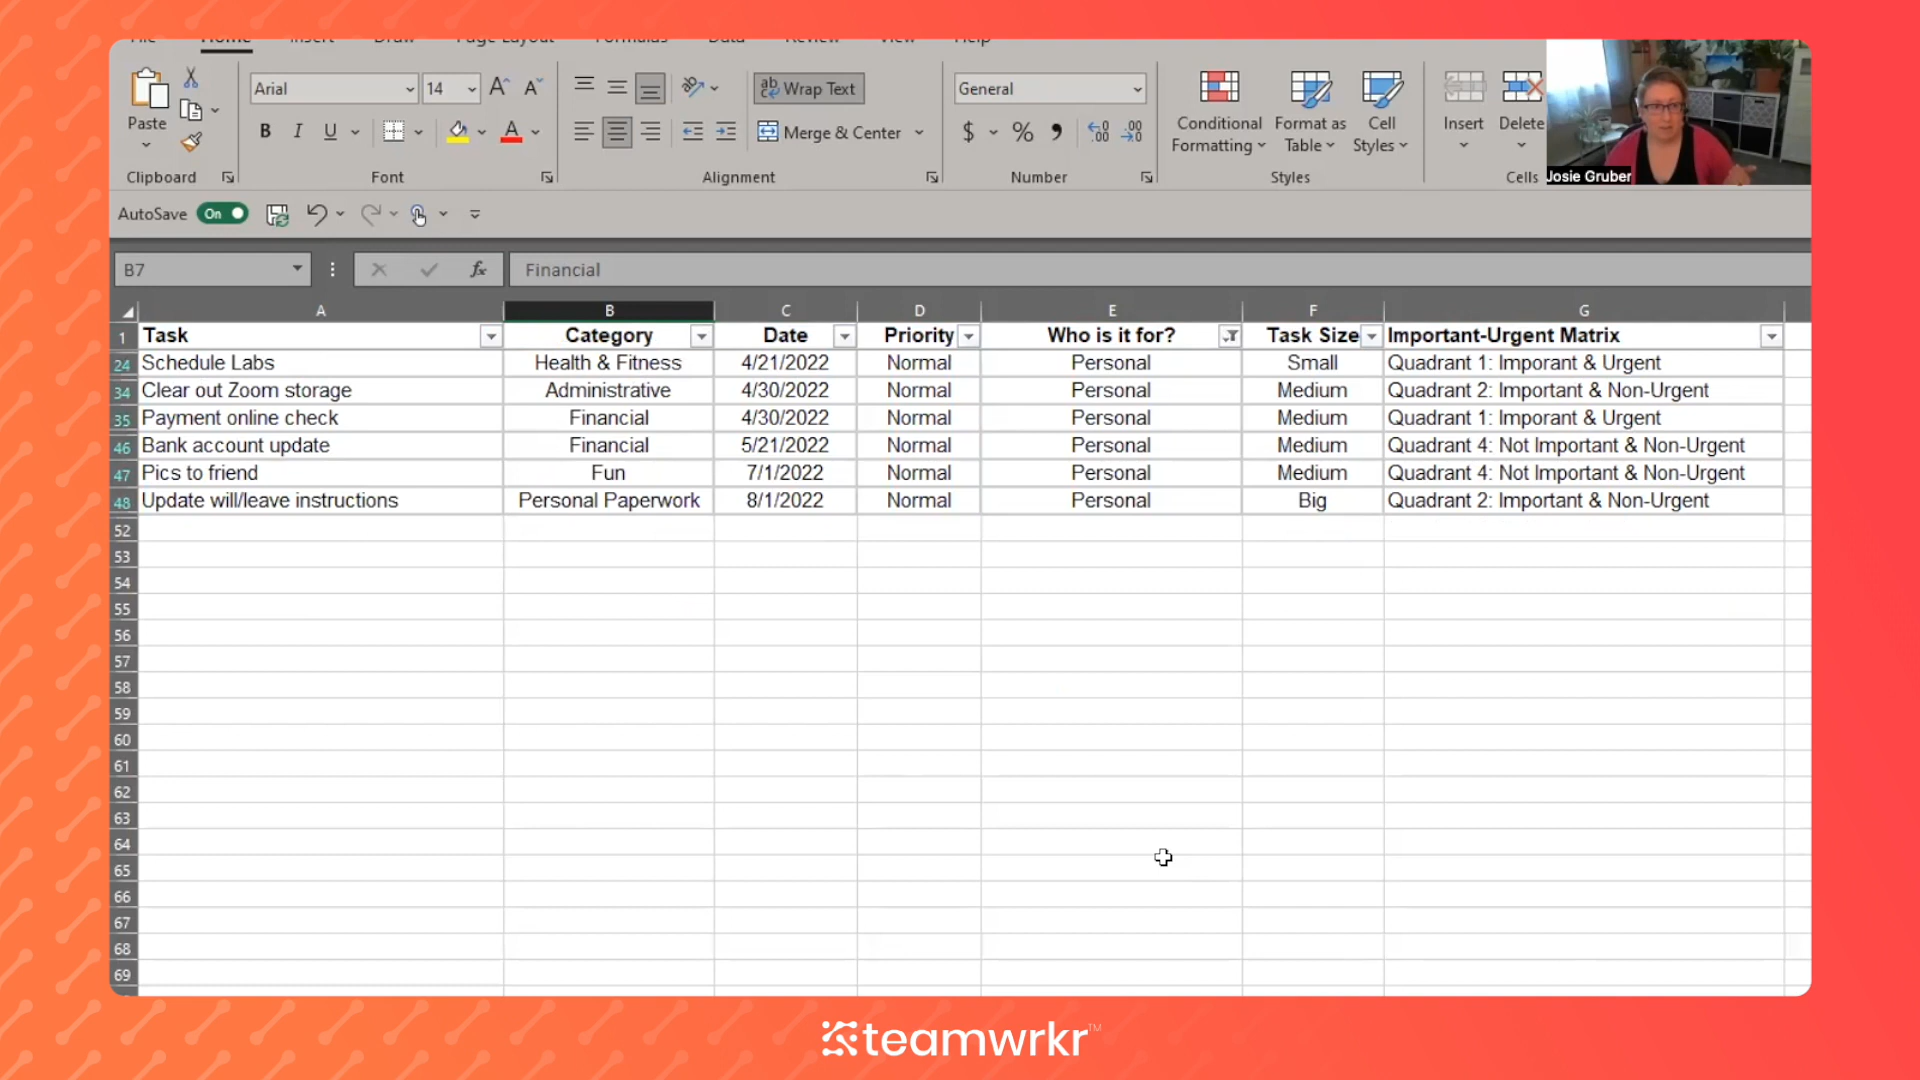 File Home Insert Draw Page Layout Formulas Data Review View Help
Arial 14 Wrap Text General
Paste B I U Merge & Center $ % Conditional Formatting Format as Table Cell Styles Insert Delete
Clipboard Font Alignment Number Styles Cells
Josie Gruber
AutoSave On
B7 fx Financial
A B C D E F G
1 Task Category Date Priority Who is it for? Task Size Important-Urgent Matrix
24 Schedule Labs Health & Fitness 4/21/2022 Normal Personal Small Quadrant 1: Imporant & Urgent
34 Clear out Zoom storage Administrative 4/30/2022 Normal Personal Medium Quadrant 2: Important & Non-Urgent
35 Payment online check Financial 4/30/2022 Normal Personal Medium Quadrant 1: Imporant & Urgent
46 Bank account update Financial 5/21/2022 Normal Personal Medium Quadrant 4: Not Important & Non-Urgent
47 Pics to friend Fun 7/1/2022 Normal Personal Medium Quadrant 4: Not Important & Non-Urgent
48 Update will/leave instructions Personal Paperwork 8/1/2022 Normal Personal Big Quadrant 2: Important & Non-Urgent
52
53
54
55
56
57
58
59
60
61
62
63
64
65
66
67
68
69
teamwrkr™